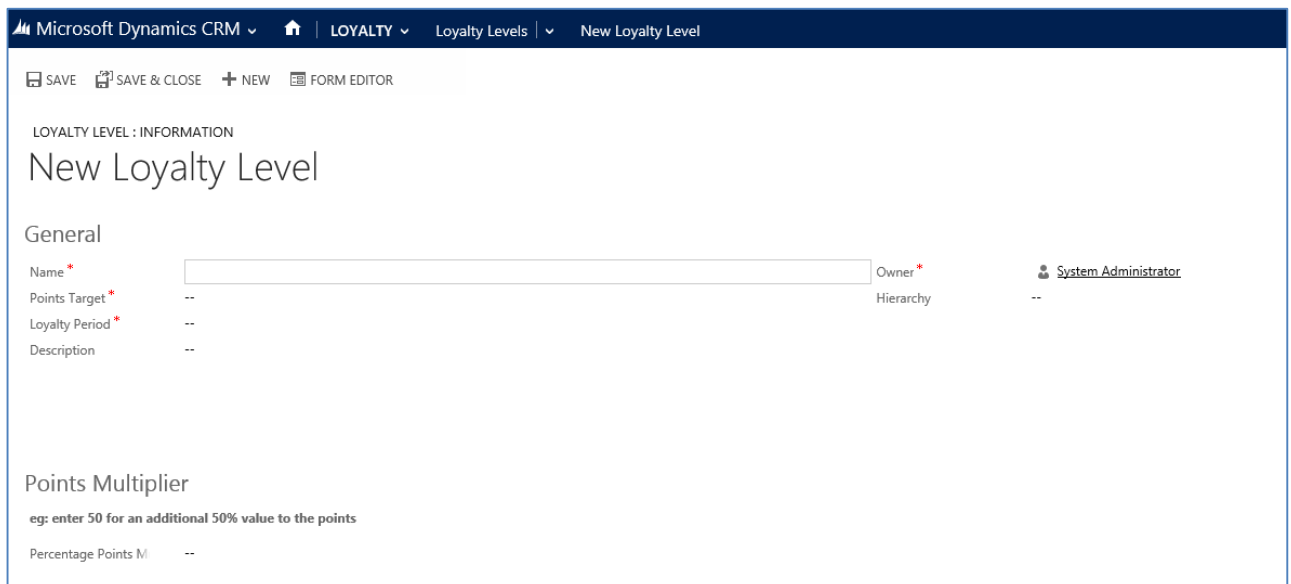 Microsoft Dynamics CRM LOYALTY Loyalty Levels New Loyalty Level
SAVE SAVE & CLOSE NEW FORM EDITOR
LOYALTY LEVEL : INFORMATION
New Loyalty Level
General
Name * Owner * System Administrator
Points Target * -- Hierarchy --
Loyalty Period * --
Description --
Points Multiplier
eg: enter 50 for an additional 50% value to the points
Percentage Points M --